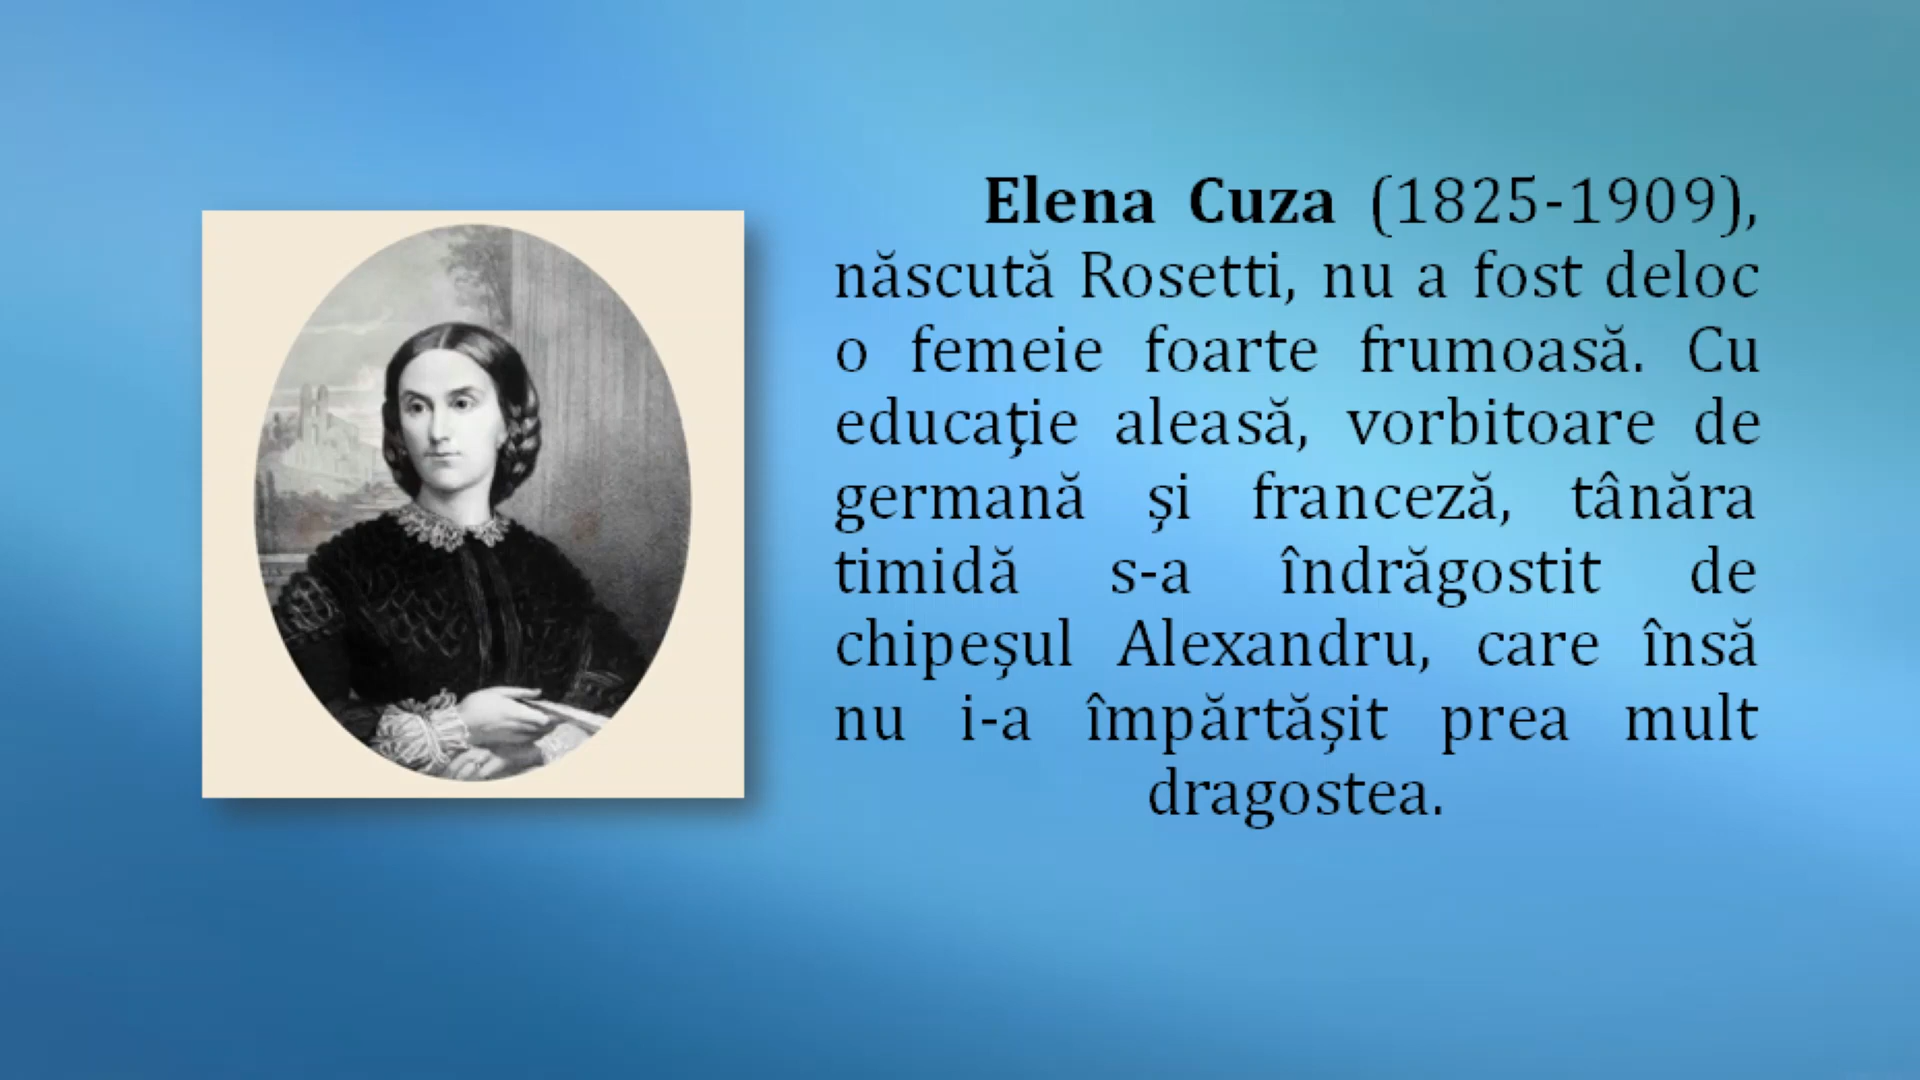 Elena Cuza (1825-1909),
născută Rosetti, nu a fost deloc
o femeie foarte frumoasă. Cu
educaţie aleasă, vorbitoare de
germană și franceză, tânăra
timidă s-a îndrăgostit de
chipeșul Alexandru, care însă
nu i-a împărtășit prea mult
dragostea.